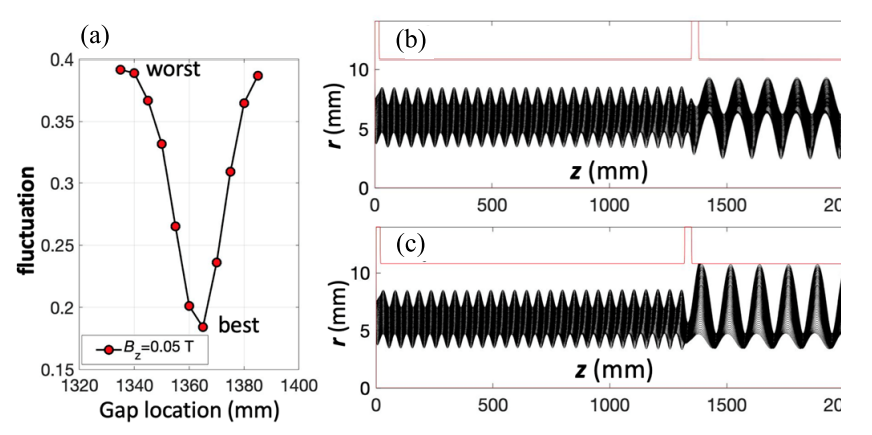 (a)
0.4
0.35
0.3
0.25
0.2
0.15
fluctuation
worst
best
Bz=0.05 T
1320 1340 1360 1380 1400
Gap location (mm)
(b)
10
5
0
r (mm)
z (mm)
0 500 1000 1500 20
(c)
10
5
0
r (mm)
z (mm)
0 500 1000 1500 20